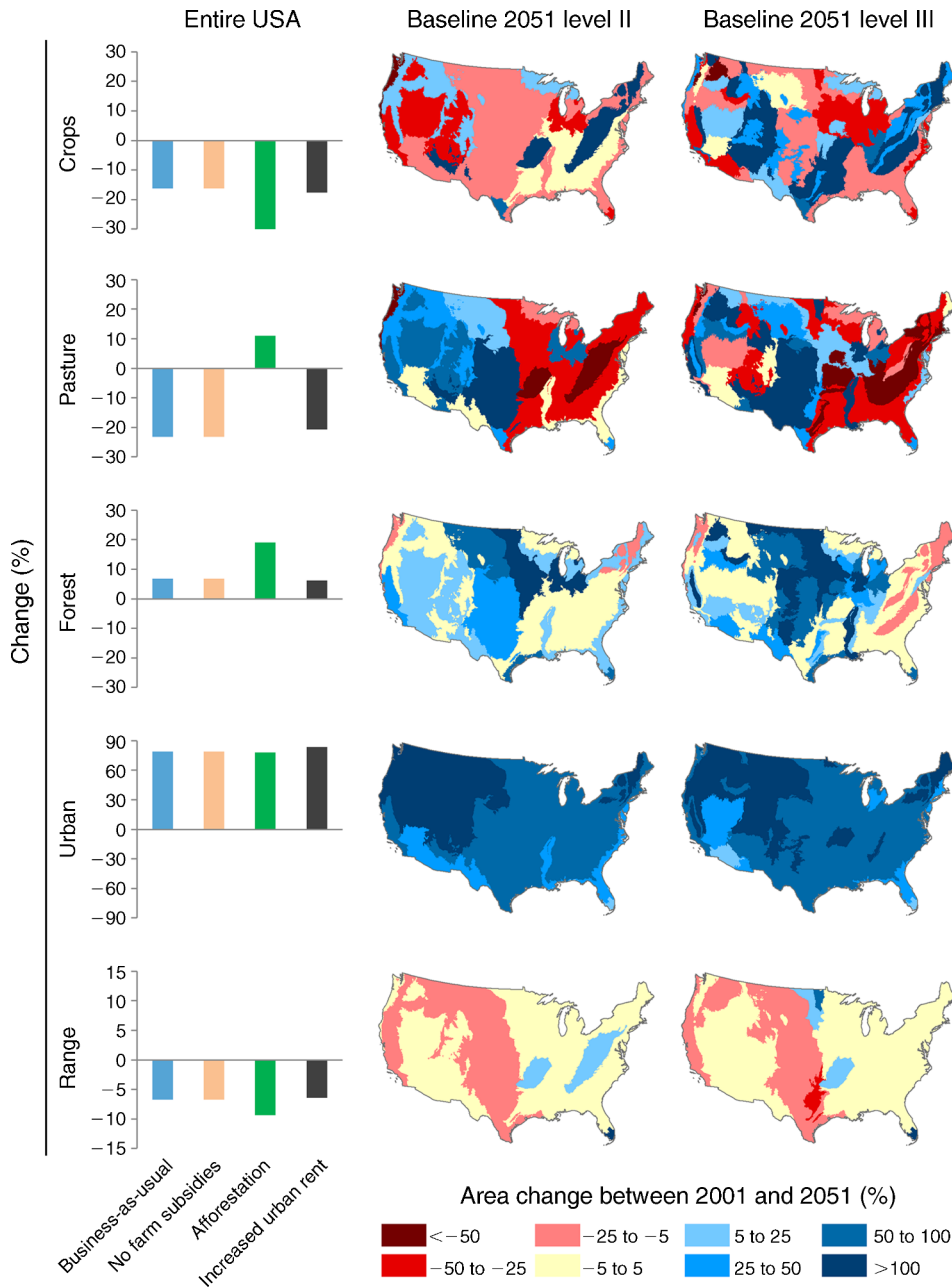 Entire USA
Baseline 2051 level II
Baseline 2051 level III
Change (%)
Crops
30
20
10
0
−10
−20
−30
Pasture
30
20
10
0
−10
−20
−30
Forest
30
20
10
0
−10
−20
−30
Urban
90
60
30
0
−30
−60
−90
Range
15
10
5
0
−5
−10
−15
Business-as-usual
No farm subsidies
Afforestation
Increased urban rent
Area change between 2001 and 2051 (%)
<−50
−25 to −5
5 to 25
50 to 100
−50 to −25
−5 to 5
25 to 50
>100